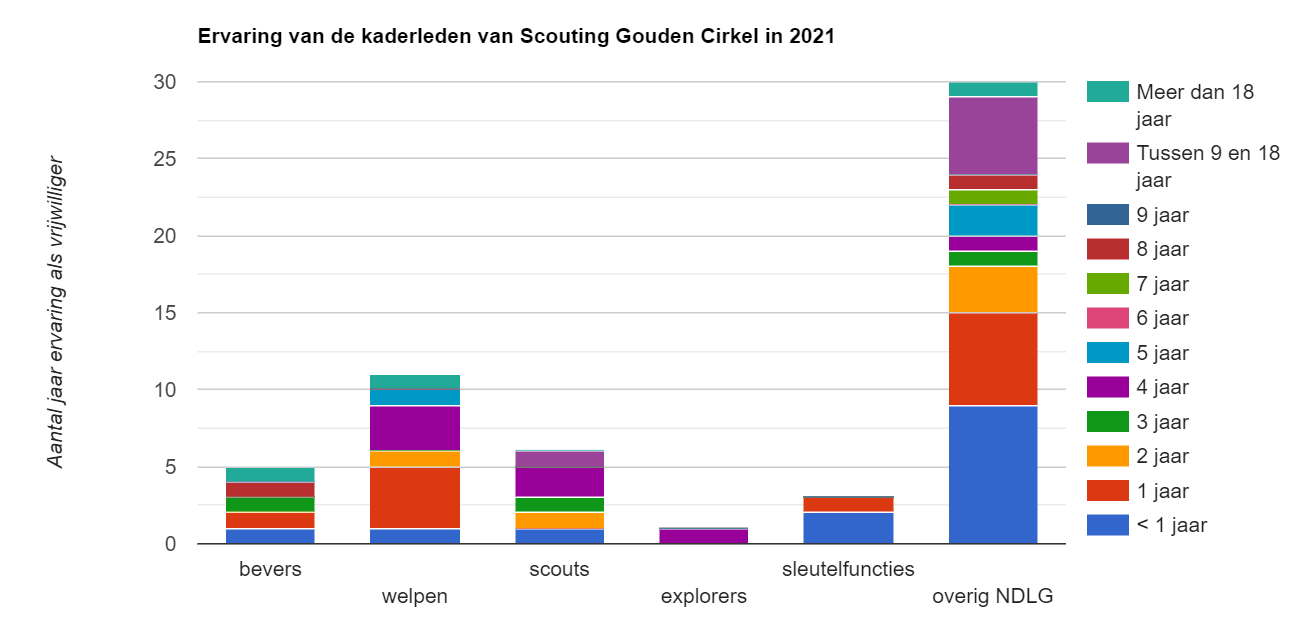 Ervaring van de kaderleden van Scouting Gouden Cirkel in 2021
Aantal jaar ervaring als vrijwilliger
30
25
20
15
10
5
0
bevers
welpen
scouts
explorers
sleutelfuncties
overig NDLG
Meer dan 18
jaar
Tussen 9 en 18
jaar
9 jaar
8 jaar
7 jaar
6 jaar
5 jaar
4 jaar
3 jaar
2 jaar
1 jaar
< 1 jaar